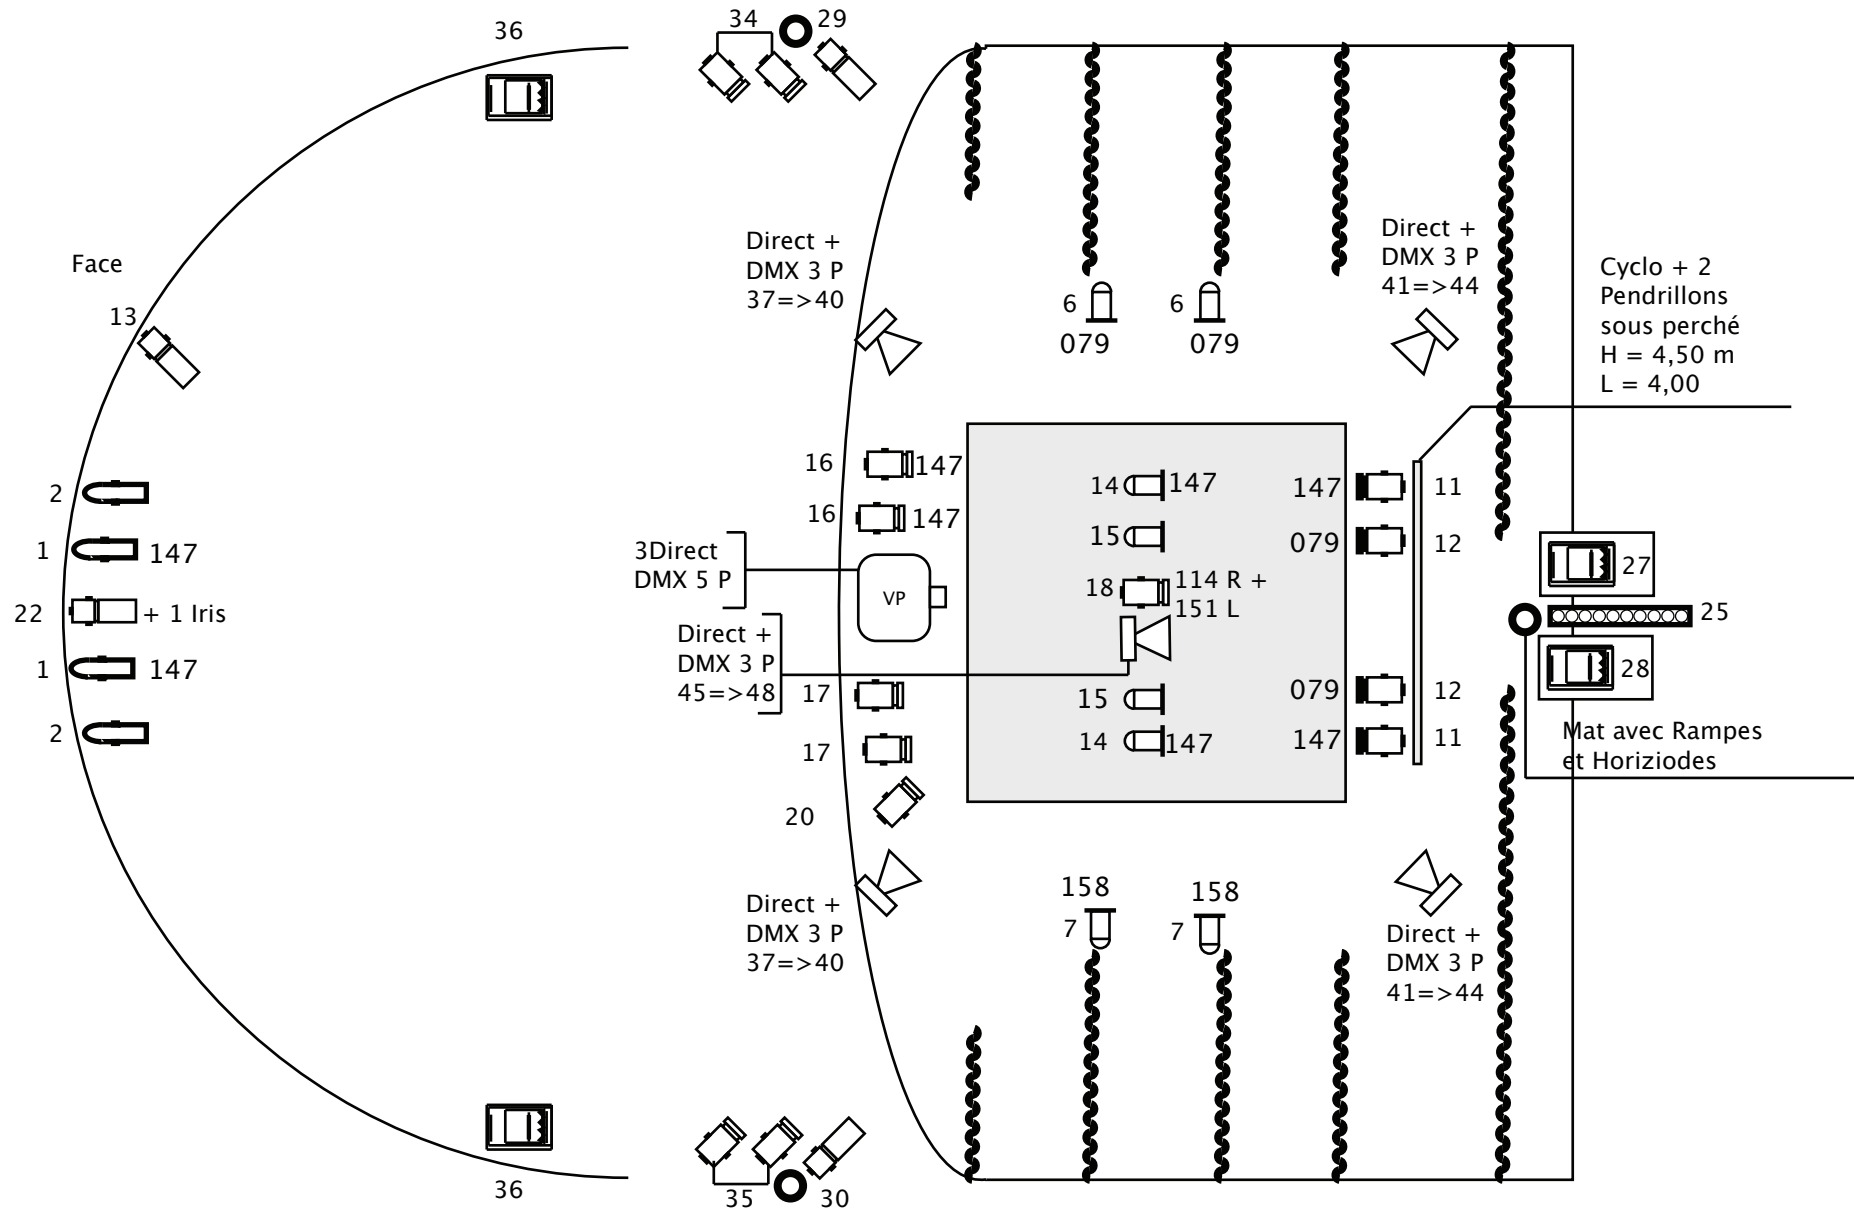 36
34
29
Face
13
2
1
147
22
+ 1 Iris
1
147
2
36
35
30
Direct +
DMX 3 P
37=>40
16
147
16
147
3Direct
DMX 5 P
VP
Direct +
DMX 3 P
45=>48
17
17
20
Direct +
DMX 3 P
37=>40
6
079
6
079
14
147
15
18
114 R +
151 L
15
14
147
158
7
158
7
Direct +
DMX 3 P
41=>44
147
11
079
12
079
12
147
11
Direct +
DMX 3 P
41=>44
Cyclo + 2
Pendrillons
sous perché
H = 4,50 m
L = 4,00
27
25
28
Mat avec Rampes
et Horiziodes